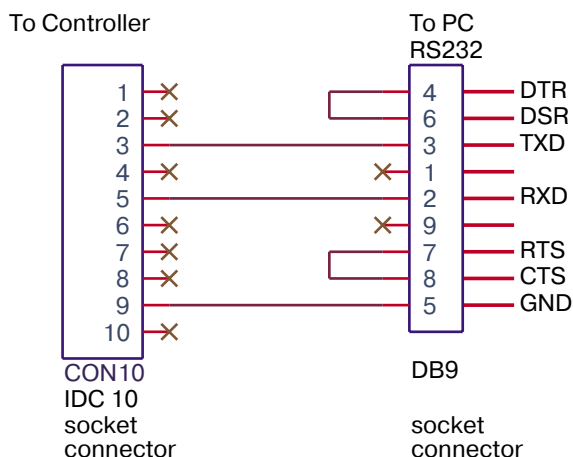 To Controller
To PC
RS232
1
2
3
4
5
6
7
8
9
10
4
6
3
1
2
9
7
8
5
DTR
DSR
TXD
RXD
RTS
CTS
GND
CON10
IDC 10
socket
connector
DB9
socket
connector